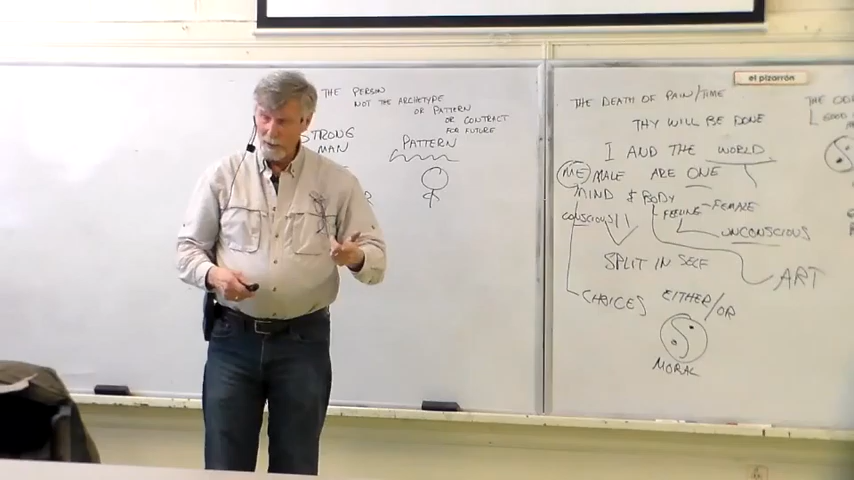 THE PERSON
NOT THE ARCHETYPE
OR PATTERN
OR CONTRACT
FOR FUTURE
STRONG
MAN
PATTERN
el pizarrón
THE DEATH OF PAIN/TIME
THY WILL BE DONE
I AND THE WORLD
ME MALE ARE ONE
MIND & BODY
CONSCIOUS
FEELING - FEMALE
UNCONSCIOUS
SPLIT IN SELF
ART
CHOICES EITHER/OR
MORAL
THE
GOOD